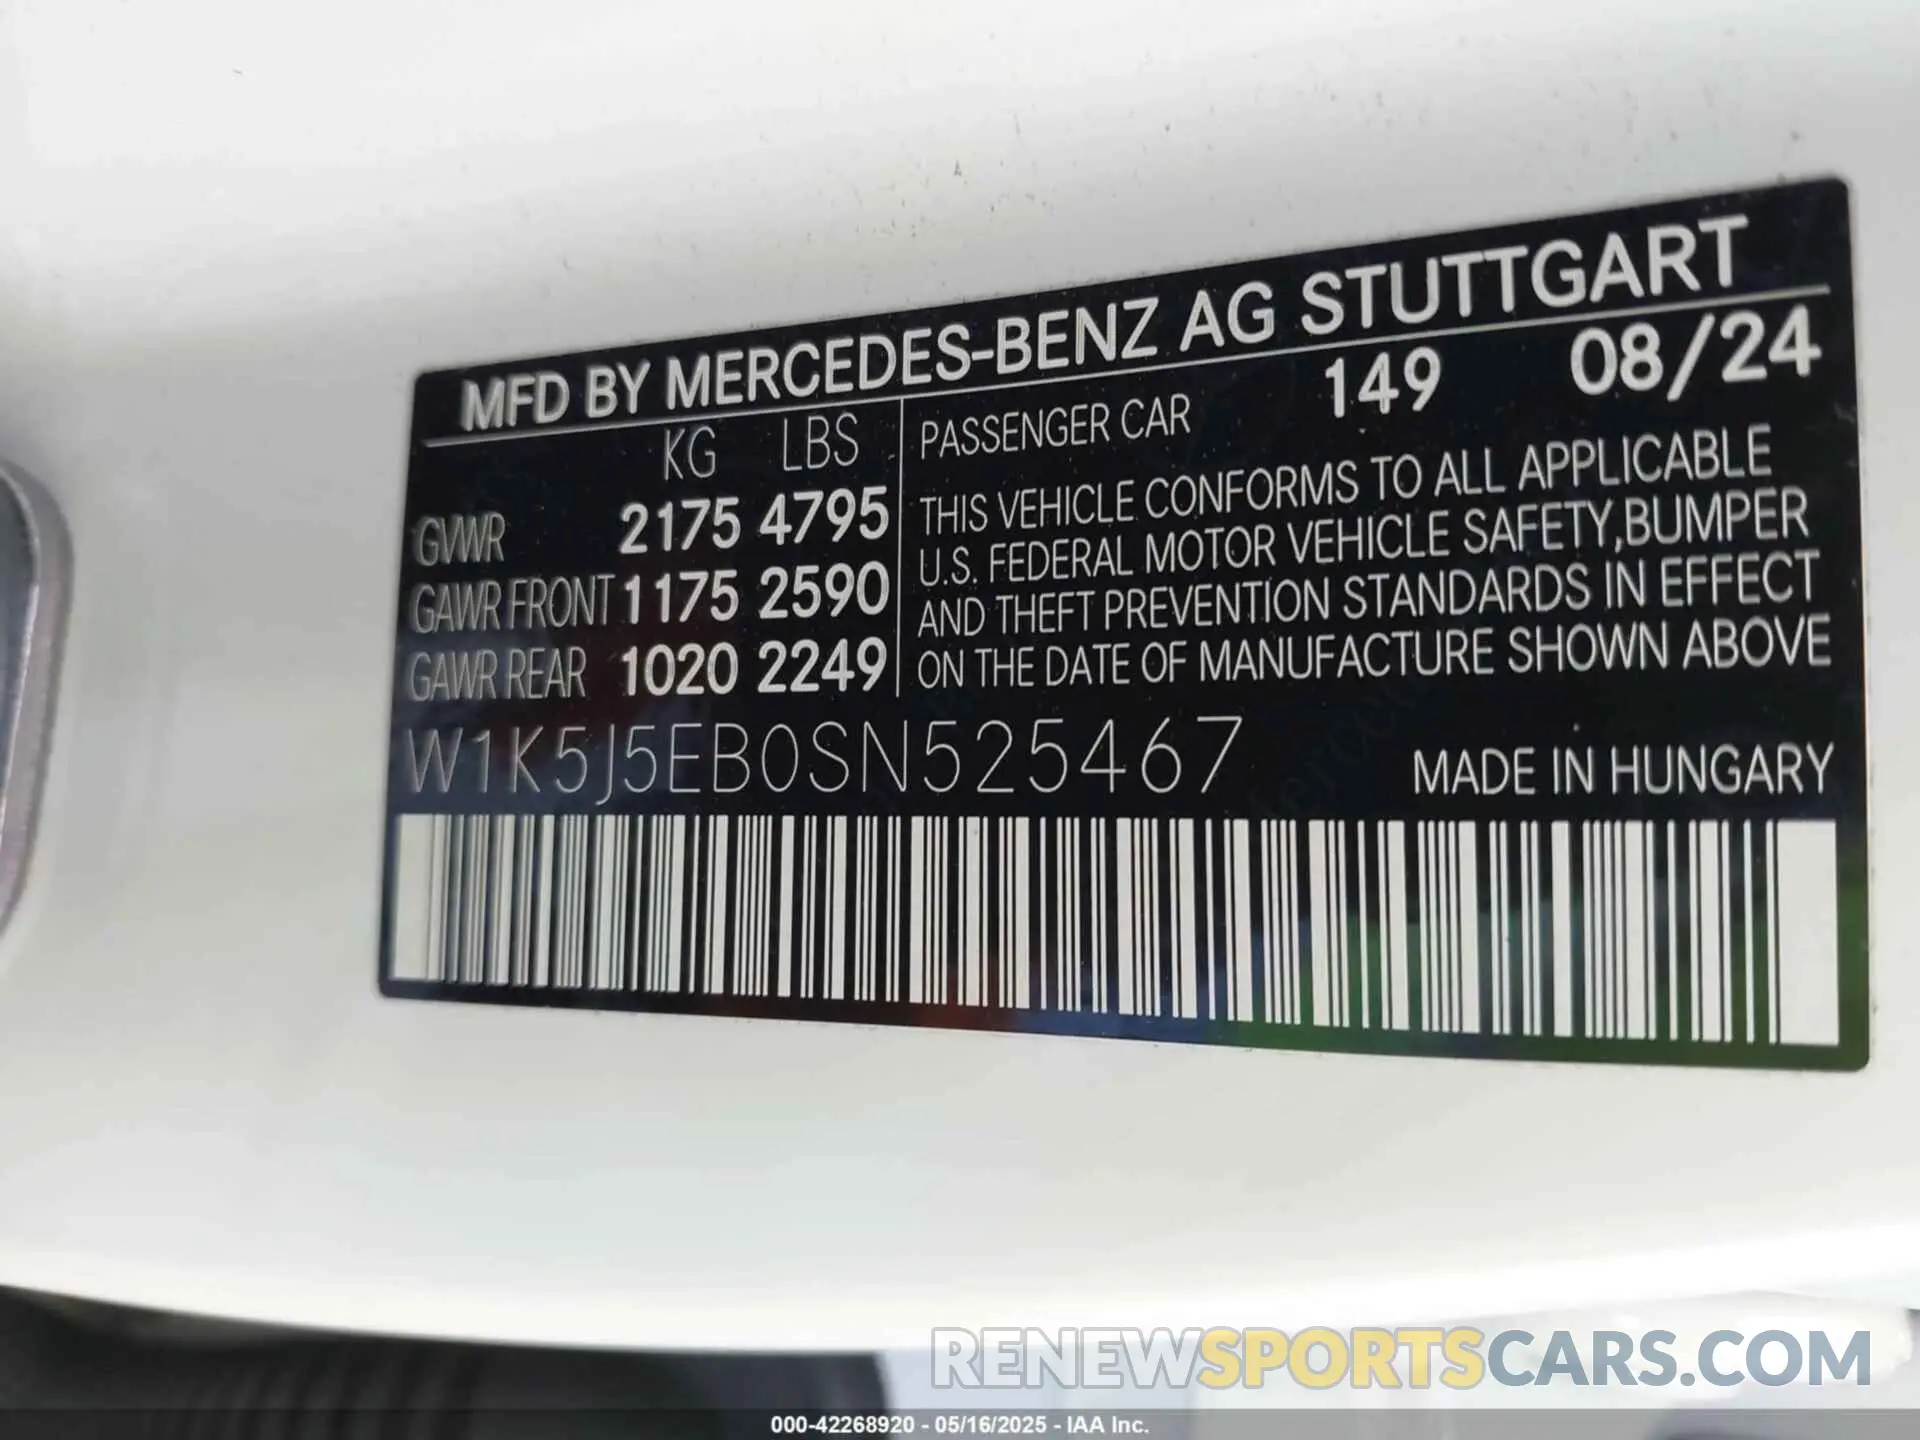 MFD BY MERCEDES-BENZ AG STUTTGART
KG LBS
GVWR 2175 4795
GAWR FRONT 1175 2590
GAWR REAR 1020 2249
PASSENGER CAR 149 08/24
THIS VEHICLE CONFORMS TO ALL APPLICABLE
U.S. FEDERAL MOTOR VEHICLE SAFETY,BUMPER
AND THEFT PREVENTION STANDARDS IN EFFECT
ON THE DATE OF MANUFACTURE SHOWN ABOVE
W1K5J5EB0SN525467
MADE IN HUNGARY
RENEWSPORTSCARS.COM
000-42268920 - 05/16/2025 - IAA Inc.